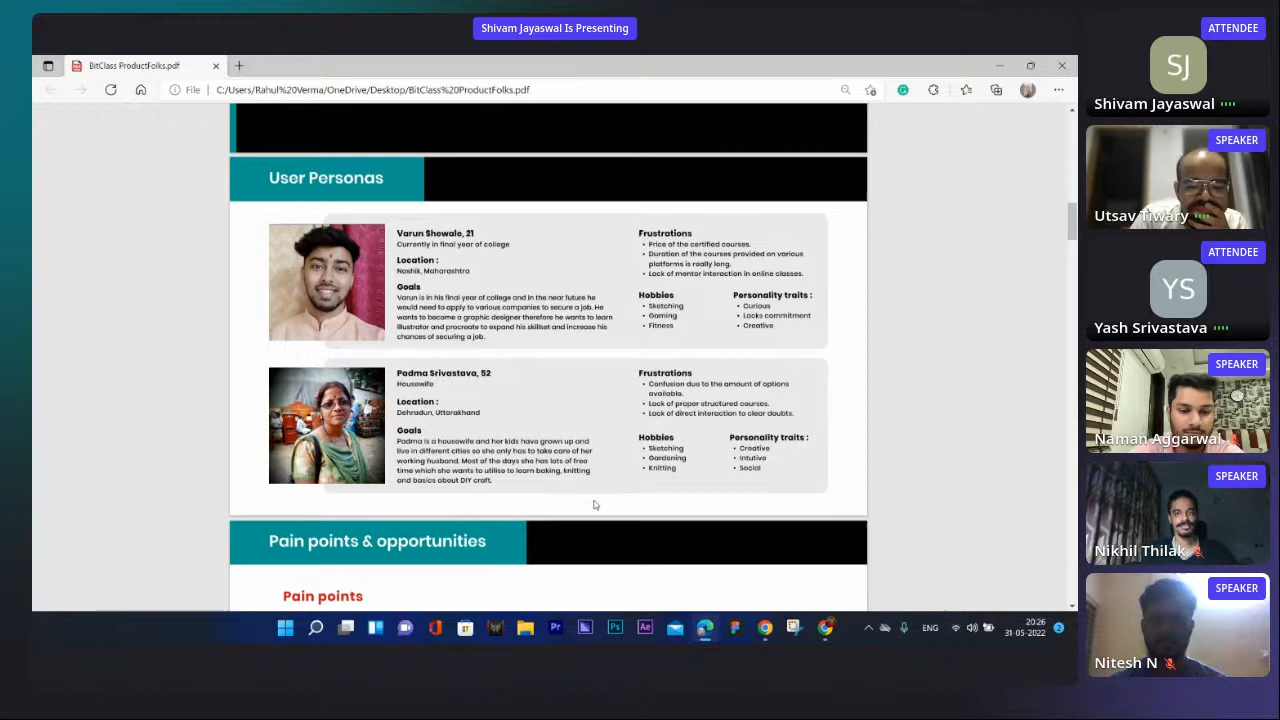 Shivam Jayaswal Is Presenting
BitClass ProductFolks.pdf
File
C:/Users/Rahul%20Verma/OneDrive/Desktop/BitClass%20ProductFolks.pdf
User Personas
Varun Shewale, 21
Currently in final year of college
Location :
Nashik, Maharashtra
Goals
Varun is in his final year of college and in the near future he
would need to apply to various companies to secure a job. He
wants to become a graphic designer therefore he wants to learn
illustrator and procreate to expand his skillset and increase his
chances of securing a job.
Frustrations
• Price of the certified courses.
• Duration of the courses provided on various
platforms is really long.
• Lack of mentor interaction in online classes.
Hobbies
• Sketching
• Gaming
• Fitness
Personality traits :
• Curious
• Lacks commitment
• Creative
Padma Srivastava, 52
Housewife
Location :
Dehradun, Uttarakhand
Goals
Padma is a housewife and her kids have grown up and
live in different cities so she only has to take care of her
working husband. Most of the days she has lots of free
time which she wants to utilise to learn baking, knitting
and basics about DIY craft.
Frustrations
• Confusion due to the amount of options
available.
• Lack of proper structured courses.
• Lack of direct interaction to clear doubts.
Hobbies
• Sketching
• Gardening
• Knitting
Personality traits :
• Creative
• Intutive
• Social
Pain points & opportunities
Pain points
Pr
Ps
Ae
ENG
20:26
31-05-2022
2
ATTENDEE
SJ
Shivam Jayaswal
SPEAKER
Utsav Tiwary
ATTENDEE
YS
Yash Srivastava
SPEAKER
Naman Aggarwal
SPEAKER
Nikhil Thilak
SPEAKER
Nitesh N